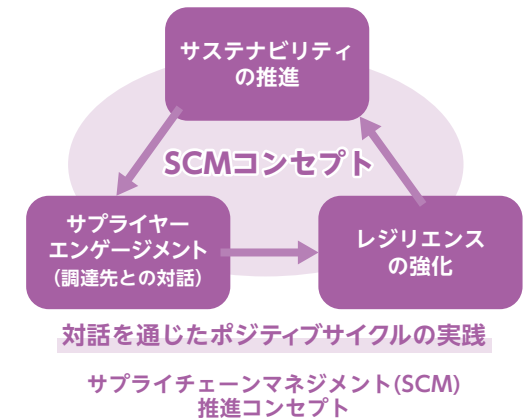 サステナビリティ
の推進
SCMコンセプト
サプライヤー
エンゲージメント
(調達先との対話)
レジリエンス
の強化
対話を通じたポジティブサイクルの実践
サプライチェーンマネジメント(SCM)
推進コンセプト